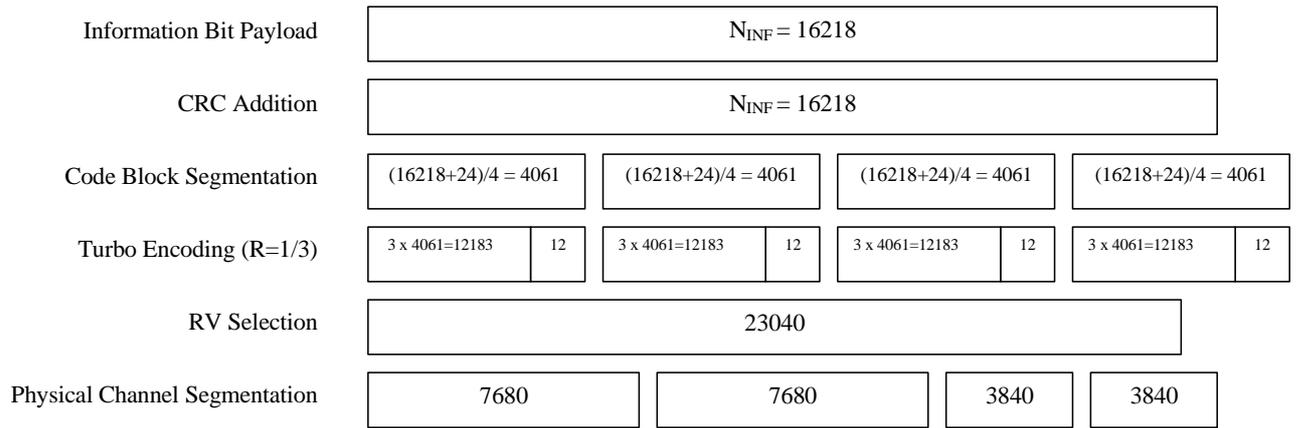 Information Bit Payload
N_INF = 16218
CRC Addition
N_INF = 16218
Code Block Segmentation
(16218+24)/4 = 4061
(16218+24)/4 = 4061
(16218+24)/4 = 4061
(16218+24)/4 = 4061
Turbo Encoding (R=1/3)
3 x 4061=12183
12
3 x 4061=12183
12
3 x 4061=12183
12
3 x 4061=12183
12
RV Selection
23040
Physical Channel Segmentation
7680
7680
3840
3840